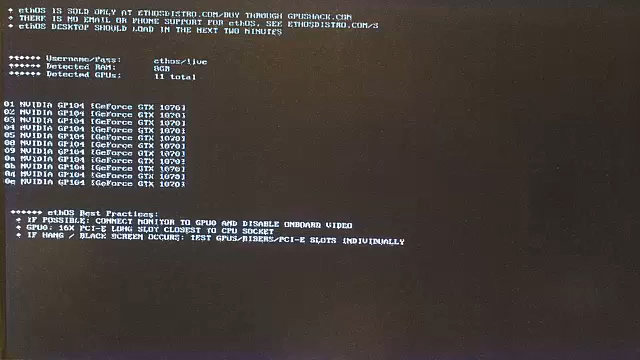 * ethOS IS SOLD ONLY AT ETHOSDISTRO.COM/BUY THROUGH GPUSHACK.COM
* THERE IS NO EMAIL OR PHONE SUPPORT FOR ethOS, SEE ETHOSDISTRO.COM/S
* ethOS DESKTOP SHOULD LOAD IN THE NEXT TWO MINUTES
****** Username/Pass: ethos/live
****** Detected RAM: 8GB
****** Detected GPUs: 11 total
01 NVIDIA GP104 [GeForce GTX 1070]
02 NVIDIA GP104 [GeForce GTX 1070]
03 NVIDIA GP104 [GeForce GTX 1070]
04 NVIDIA GP104 [GeForce GTX 1070]
05 NVIDIA GP104 [GeForce GTX 1070]
08 NVIDIA GP104 [GeForce GTX 1070]
09 NVIDIA GP104 [GeForce GTX 1070]
0a NVIDIA GP104 [GeForce GTX 1070]
0b NVIDIA GP104 [GeForce GTX 1070]
0d NVIDIA GP104 [GeForce GTX 1070]
0e NVIDIA GP104 [GeForce GTX 1070]
****** ethOS Best Practices:
* IF POSSIBLE: CONNECT MONITOR TO GPU0 AND DISABLE ONBOARD VIDEO
* GPU0: 16X PCI-E LONG SLOT CLOSEST TO CPU SOCKET
* IF HANG / BLACK SCREEN OCCURS: TEST GPUS/RISERS/PCI-E SLOTS INDIVIDUALLY